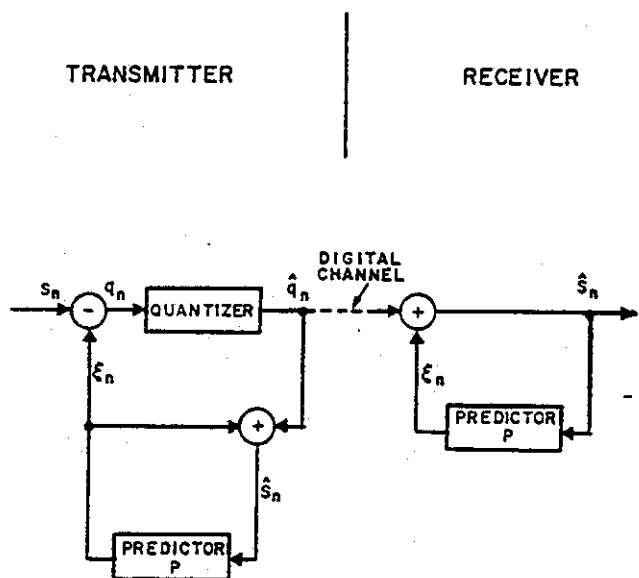 TRANSMITTER
RECEIVER
DIGITAL
CHANNEL
sₙ
qₙ
q̂ₙ
ŝₙ
-
QUANTIZER
+
ξₙ
ξₙ
+
PREDICTOR
P
ŝₙ
PREDICTOR
P